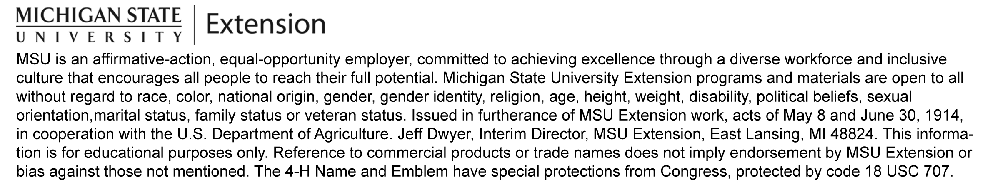 MICHIGAN STATE
UNIVERSITY
Extension
MSU is an affirmative-action, equal-opportunity employer, committed to achieving excellence through a diverse workforce and inclusive
culture that encourages all people to reach their full potential. Michigan State University Extension programs and materials are open to all
without regard to race, color, national origin, gender, gender identity, religion, age, height, weight, disability, political beliefs, sexual
orientation,marital status, family status or veteran status. Issued in furtherance of MSU Extension work, acts of May 8 and June 30, 1914,
in cooperation with the U.S. Department of Agriculture. Jeff Dwyer, Interim Director, MSU Extension, East Lansing, MI 48824. This informa-
tion is for educational purposes only. Reference to commercial products or trade names does not imply endorsement by MSU Extension or
bias against those not mentioned. The 4-H Name and Emblem have special protections from Congress, protected by code 18 USC 707.